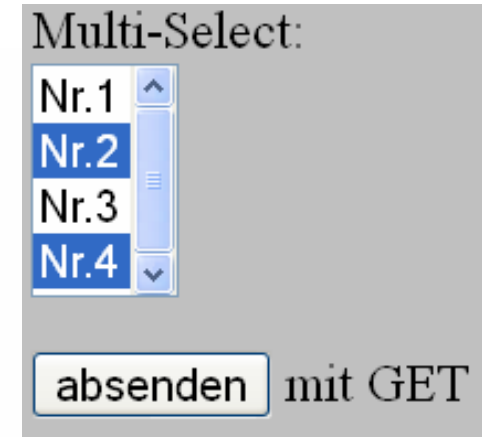 Multi-Select:
Nr.1
Nr.2
Nr.3
Nr.4
absenden mit GET